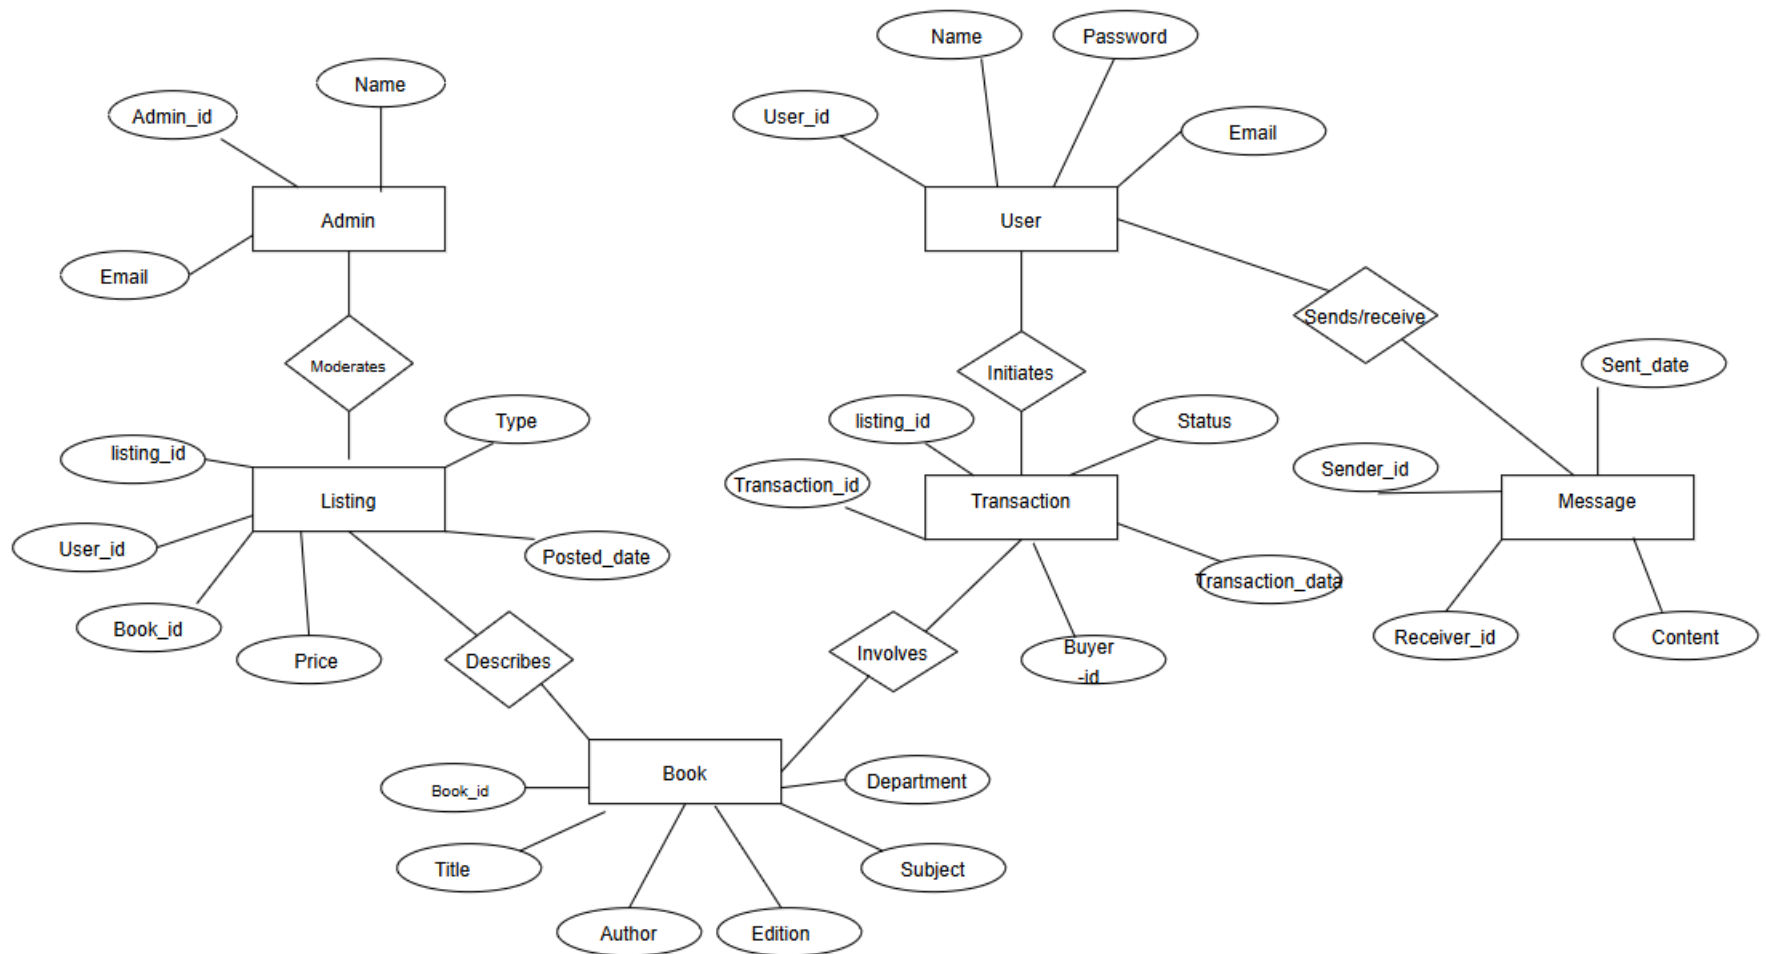 Name
Password
Name
Admin_id
User_id
Email
Admin
User
Email
Sends/receive
Moderates
Initiates
Sent_date
Type
listing_id
Status
listing_id
Sender_id
Transaction_id
Listing
Transaction
Message
User_id
Posted_date
Transaction_data
Book_id
Receiver_id
Content
Price
Describes
Involves
Buyer
-id
Book
Department
Book_id
Title
Subject
Author
Edition